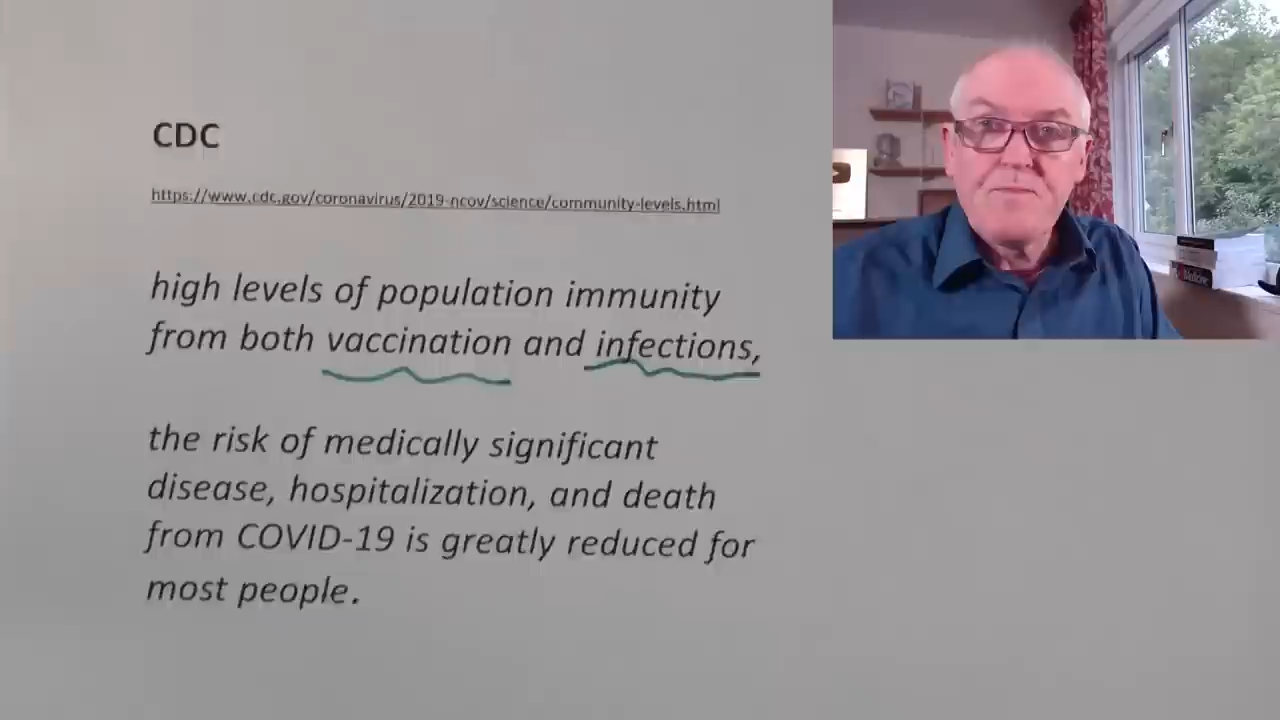 CDC
https://www.cdc.gov/coronavirus/2019-ncov/science/community-levels.html
high levels of population immunity
from both vaccination and infections,
the risk of medically significant
disease, hospitalization, and death
from COVID-19 is greatly reduced for
most people.
Medicine